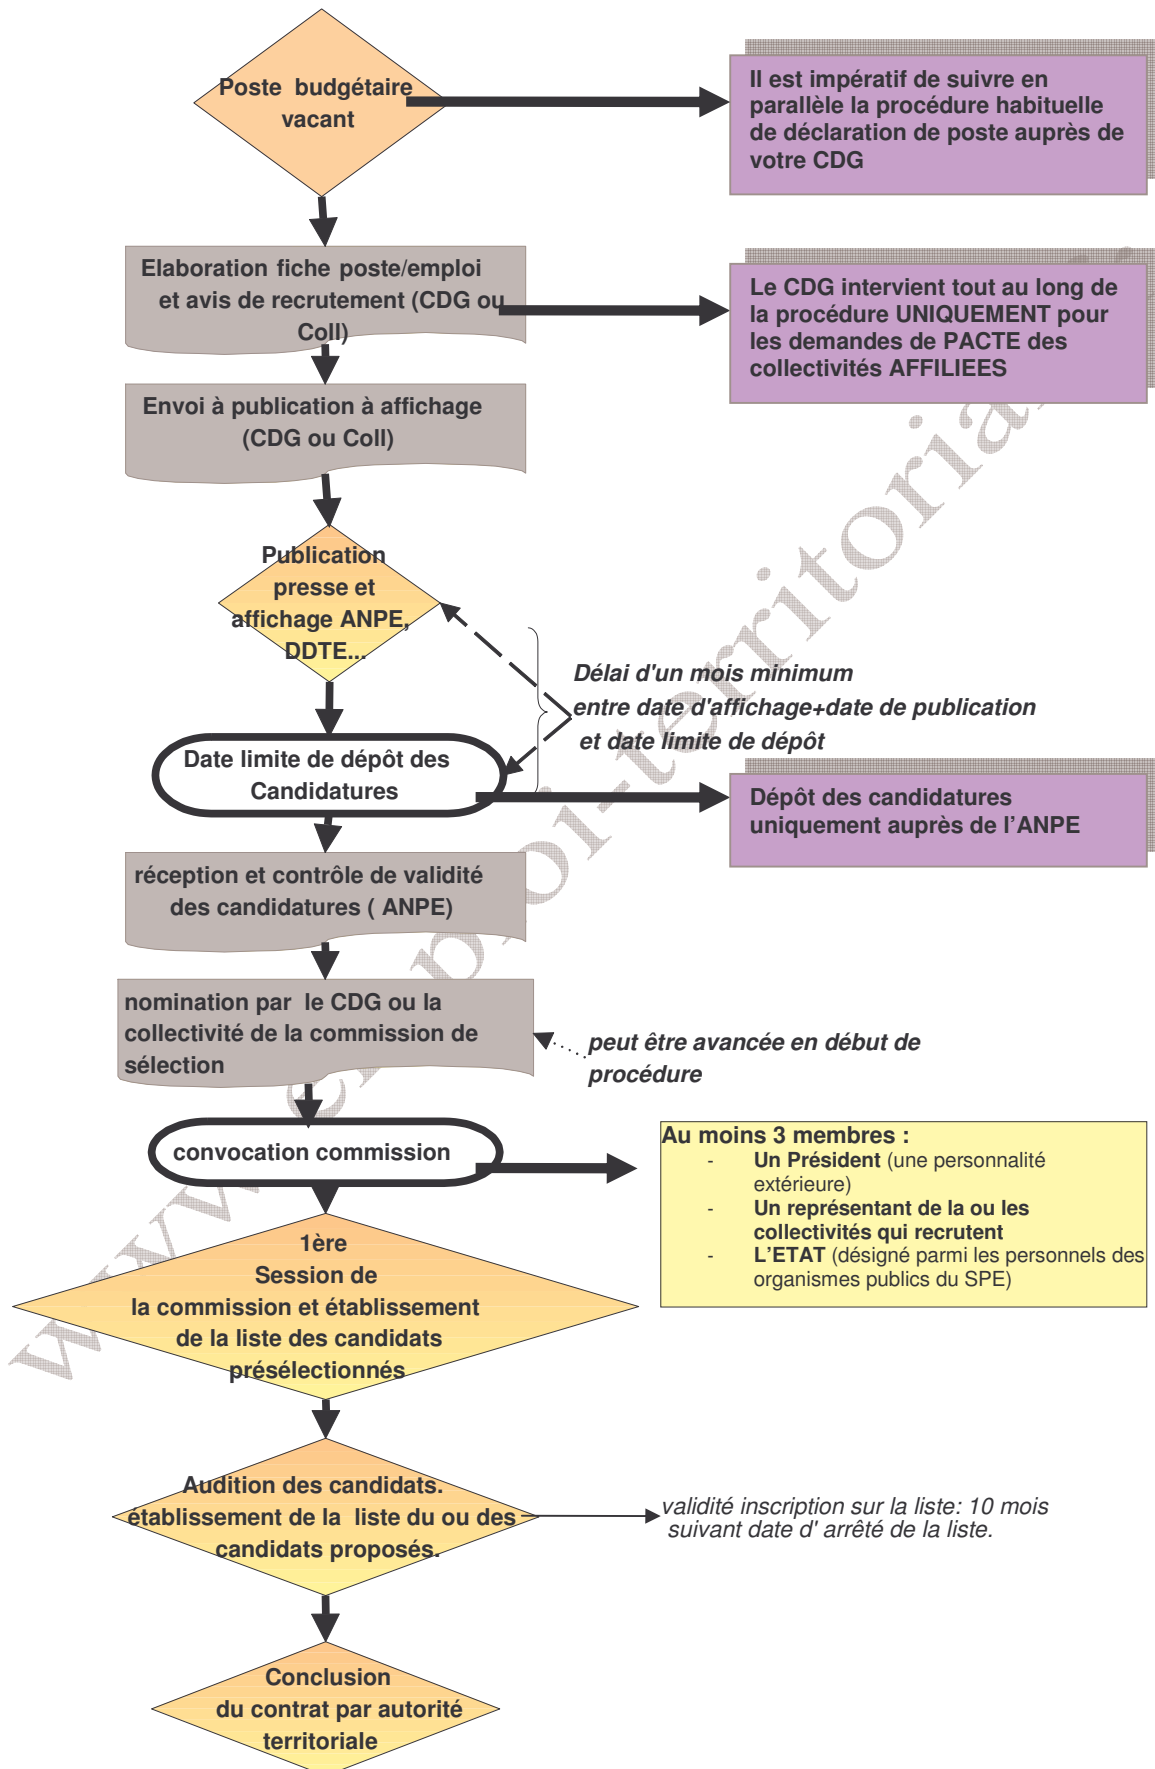 Poste budgétaire
vacant
Il est impératif de suivre en
parallèle la procédure habituelle
de déclaration de poste auprès de
votre CDG
Elaboration fiche poste/emploi
et avis de recrutement (CDG ou
Coll)
Le CDG intervient tout au long de
la procédure UNIQUEMENT pour
les demandes de PACTE des
collectivités AFFILIEES
Envoi à publication à affichage
(CDG ou Coll)
Publication
presse et
affichage ANPE,
DDTE...
Délai d'un mois minimum
entre date d'affichage+date de publication
et date limite de dépôt
Date limite de dépôt des
Candidatures
Dépôt des candidatures
uniquement auprès de l'ANPE
réception et contrôle de validité
des candidatures ( ANPE)
nomination par le CDG ou la
collectivité de la commission de
sélection
peut être avancée en début de
procédure
convocation commission
Au moins 3 membres :
- Un Président (une personnalité
extérieure)
- Un représentant de la ou les
collectivités qui recrutent
- L'ETAT (désigné parmi les personnels des
organismes publics du SPE)
1ère
Session de
la commission et établissement
de la liste des candidats
présélectionnés
Audition des candidats.
établissement de la liste du ou des
candidats proposés.
validité inscription sur la liste: 10 mois
suivant date d' arrêté de la liste.
Conclusion
du contrat par autorité
territoriale